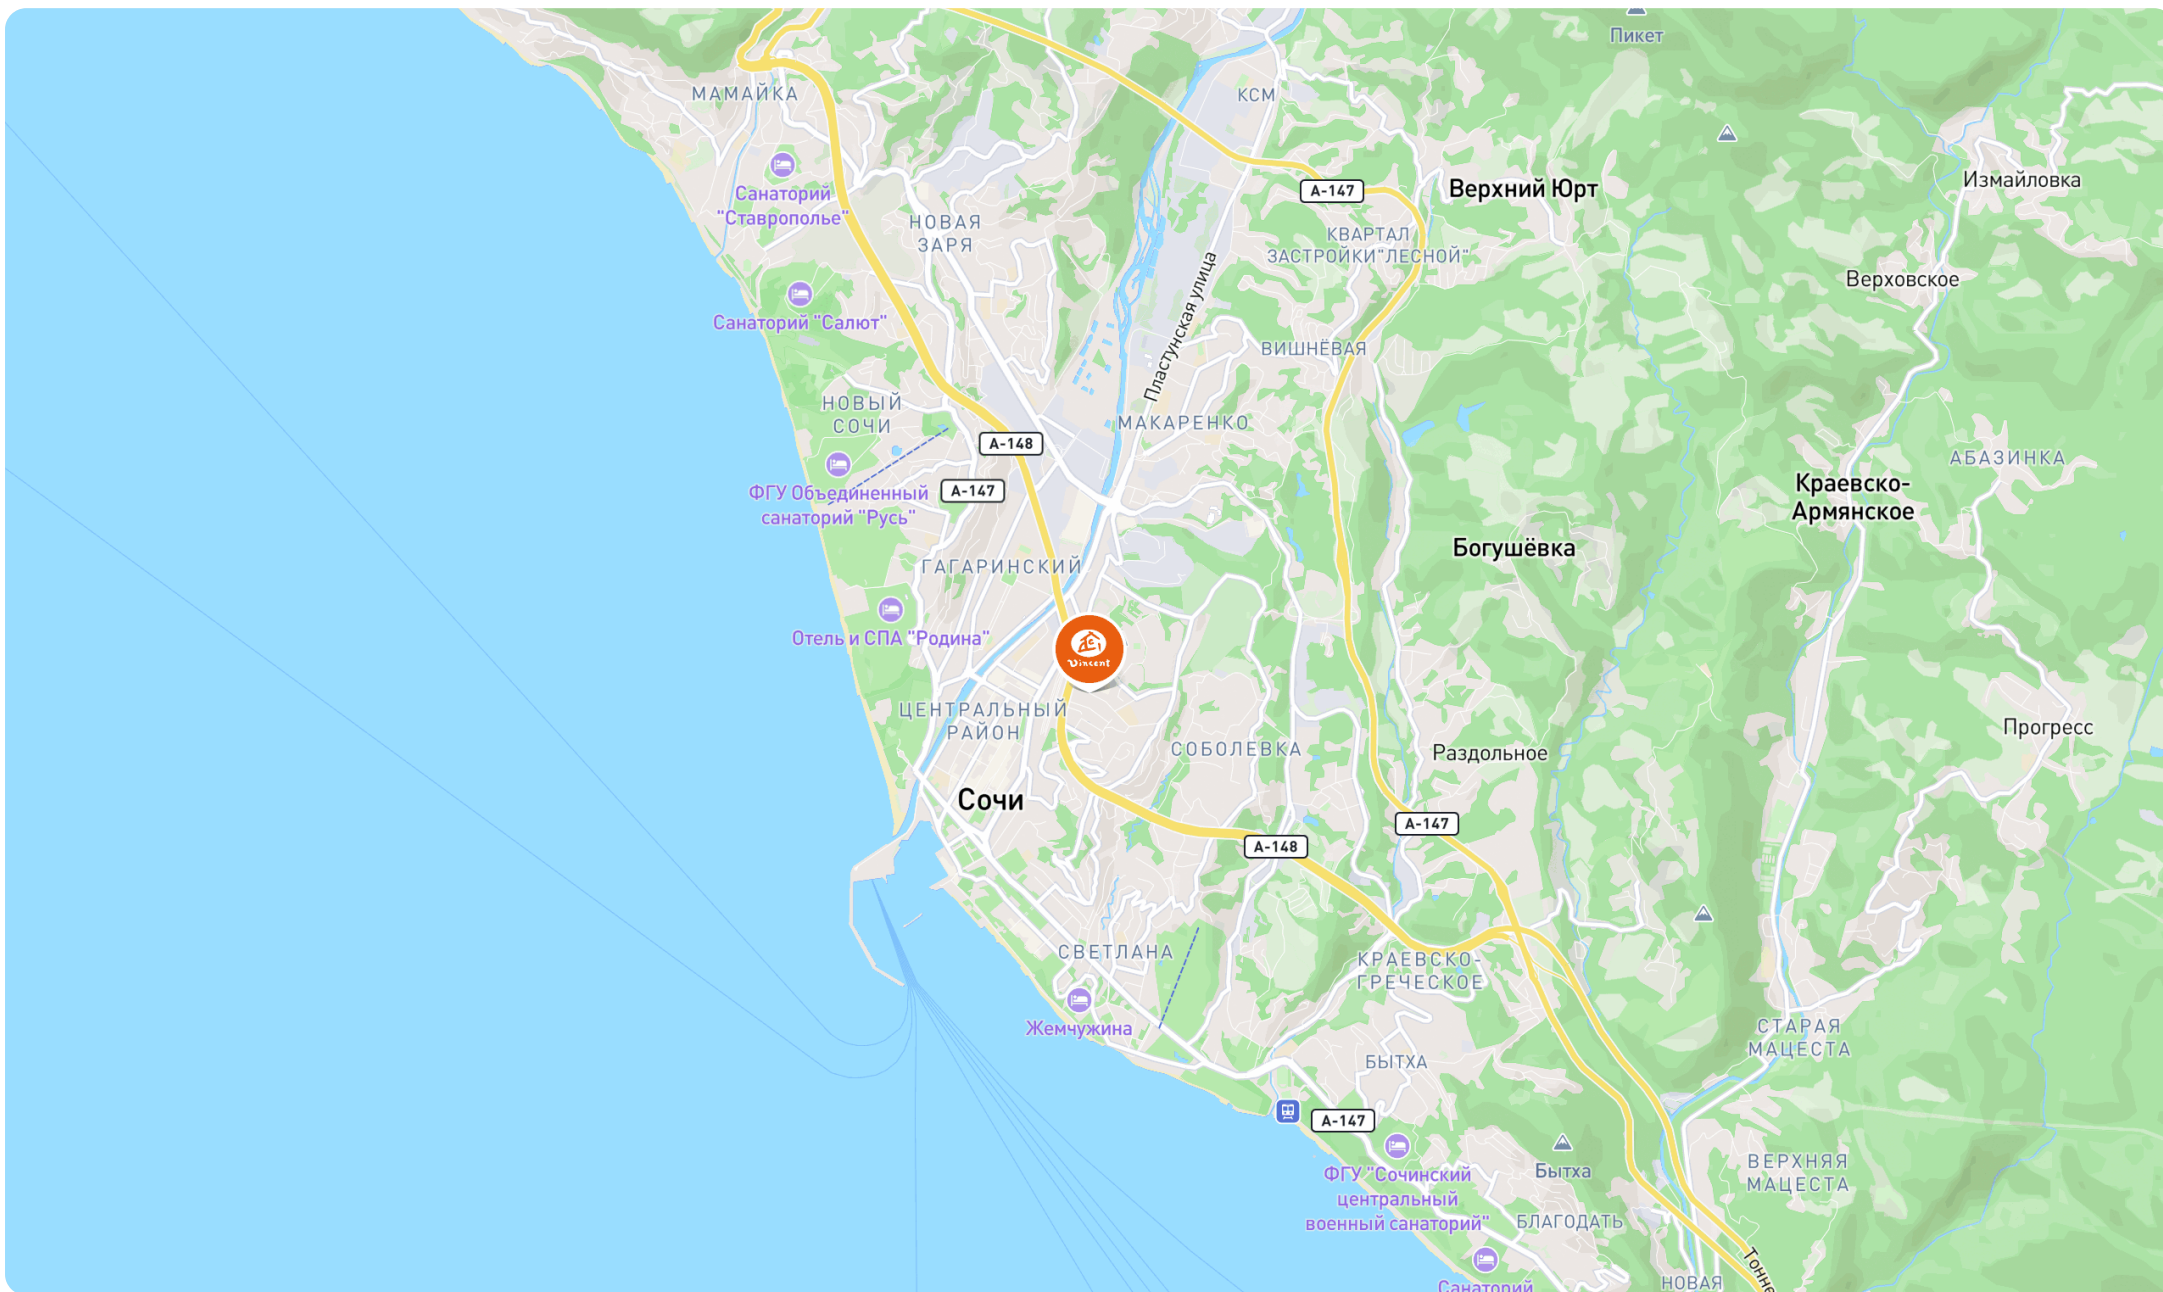 Пикет
МАМАЙКА
КСМ
Санаторий
"Ставрополье"
А-147
Верхний Юрт
Измайловка
НОВАЯ
ЗАРЯ
КВАРТАЛ
ЗАСТРОЙКИ"ЛЕСНОЙ"
Верховское
Пластунская улица
Санаторий "Салют"
ВИШНЁВАЯ
НОВЫЙ
СОЧИ
МАКАРЕНКО
А-148
АБАЗИНКА
ФГУ Объединенный
санаторий "Русь"
А-147
Краевско-
Армянское
Богушёвка
ГАГАРИНСКИЙ
Отель и СПА "Родина"
Vincent
ЦЕНТРАЛЬНЫЙ
РАЙОН
СОБОЛЕВКА
Раздольное
Прогресс
Сочи
А-147
А-148
СВЕТЛАНА
КРАЕВСКО-
ГРЕЧЕСКОЕ
Жемчужина
СТАРАЯ
МАЦЕСТА
БЫТХА
А-147
ФГУ "Сочинский
центральный
военный санаторий"
Бытха
ВЕРХНЯЯ
МАЦЕСТА
БЛАГОДАТЬ
Санаторий
НОВАЯ
Тонне